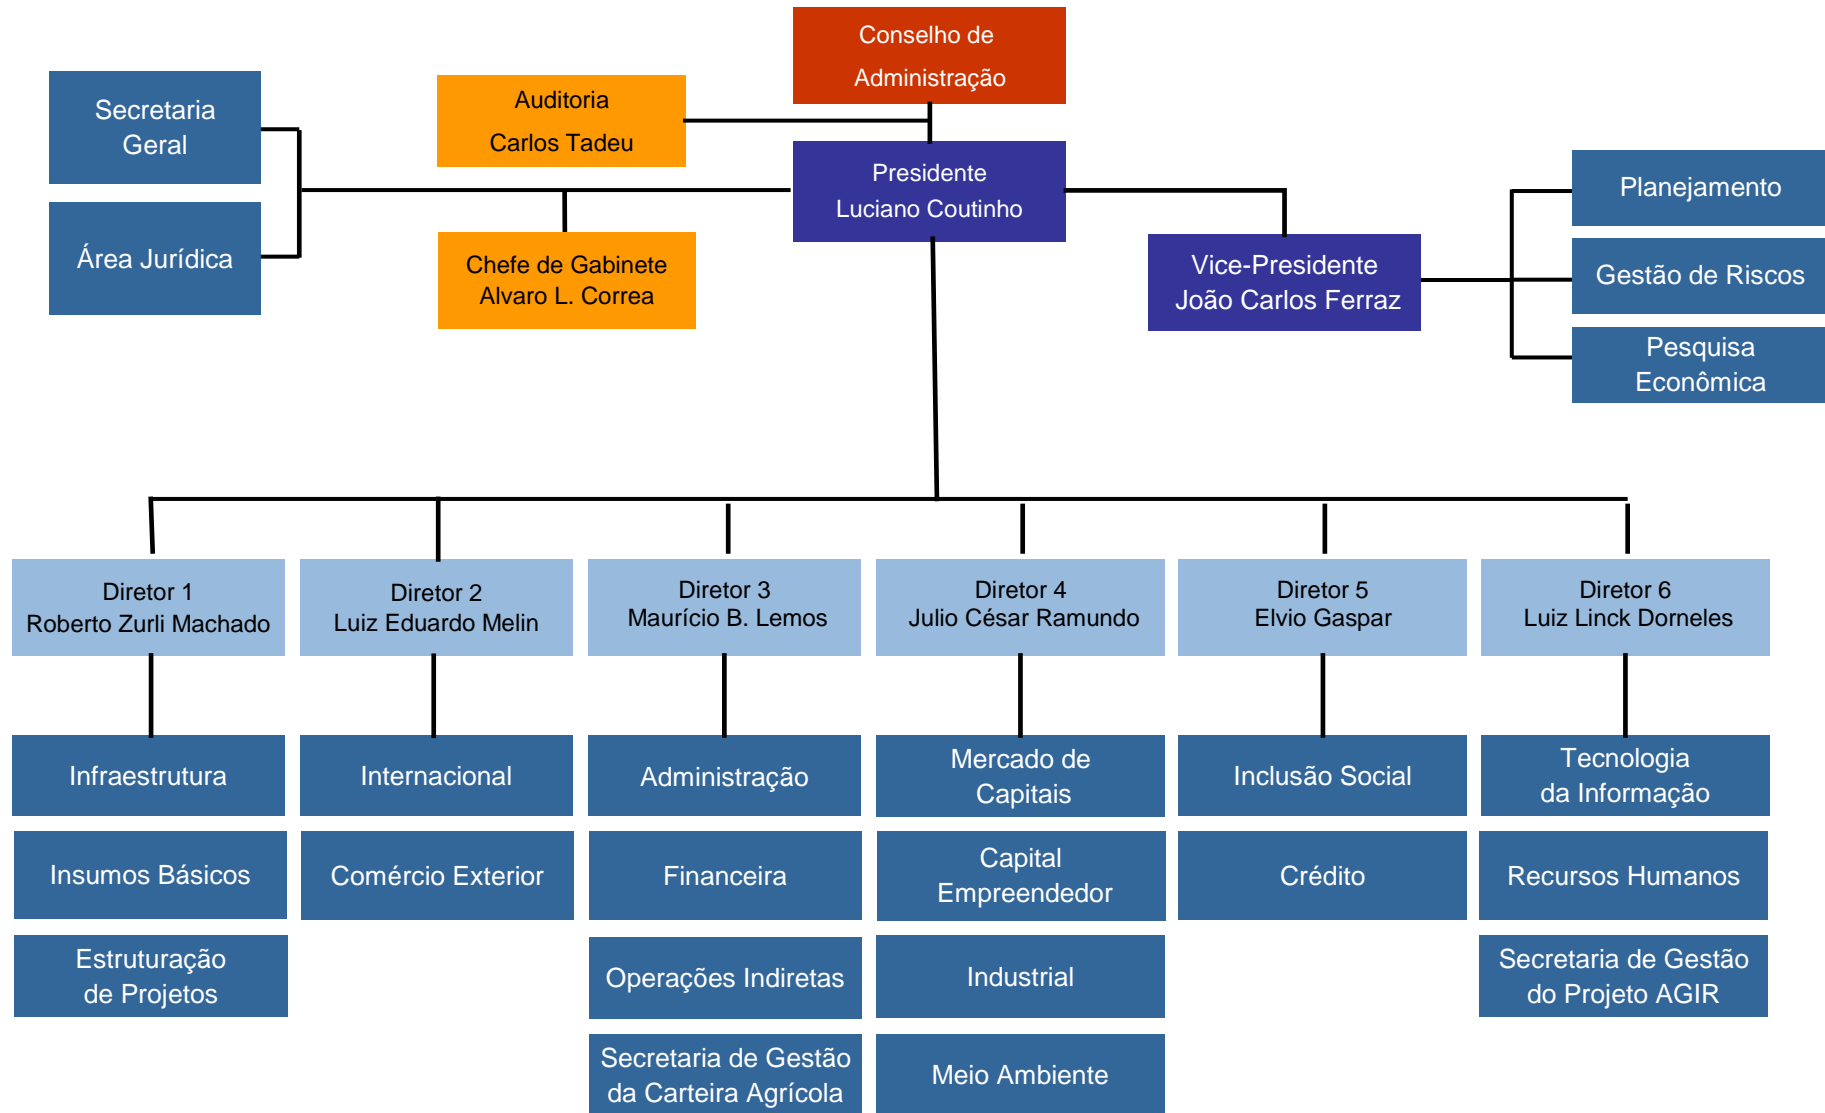 Conselho de
Administração
Secretaria
Geral
Auditoria
Carlos Tadeu
Presidente
Luciano Coutinho
Planejamento
Área Jurídica
Chefe de Gabinete
Alvaro L. Correa
Vice-Presidente
João Carlos Ferraz
Gestão de Riscos
Pesquisa
Econômica
Diretor 1
Roberto Zurli Machado
Diretor 2
Luiz Eduardo Melin
Diretor 3
Maurício B. Lemos
Diretor 4
Julio César Ramundo
Diretor 5
Elvio Gaspar
Diretor 6
Luiz Linck Dorneles
Infraestrutura
Internacional
Administração
Mercado de
Capitais
Inclusão Social
Tecnologia
da Informação
Insumos Básicos
Comércio Exterior
Financeira
Capital
Empreendedor
Crédito
Recursos Humanos
Estruturação
de Projetos
Operações Indiretas
Industrial
Secretaria de Gestão
do Projeto AGIR
Secretaria de Gestão
da Carteira Agrícola
Meio Ambiente